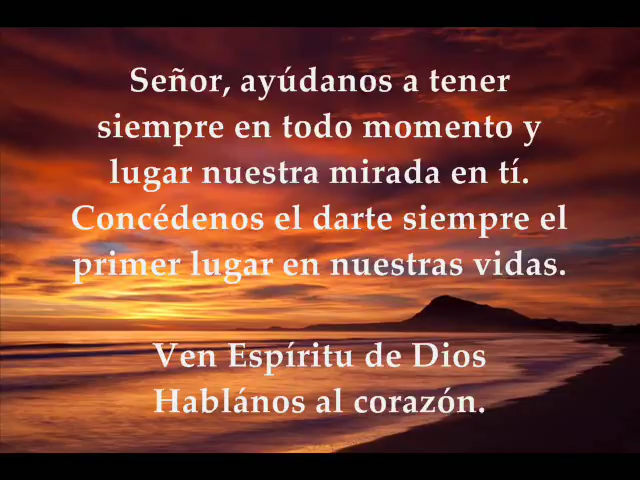 Señor, ayúdanos a tener
siempre en todo momento y
lugar nuestra mirada en tí.
Concédenos el darte siempre el
primer lugar en nuestras vidas.
Ven Espíritu de Dios
Hablános al corazón.